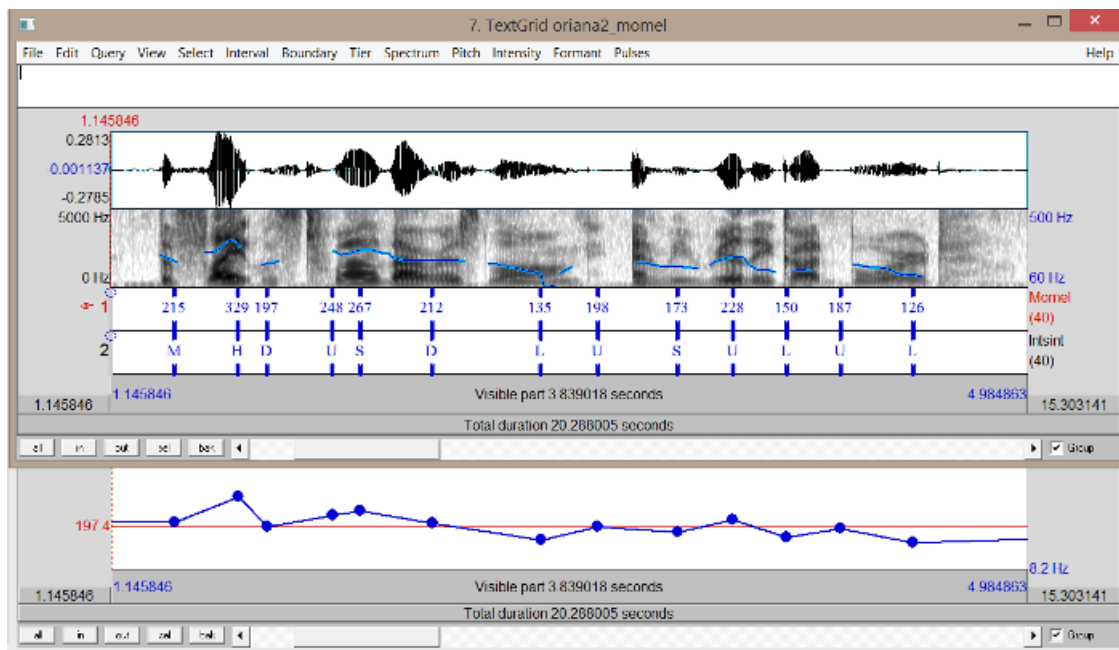 7. TextGrid oriana2_momel
File Edit Query View Select Interval Boundary Tier Spectrum Pitch Intensity Formant Pulses Help
1.145846
0.2813
-0.001137
-0.2785
5000 Hz 500 Hz
0 Hz 60 Hz
1 215 329 197 248 267 212 135 198 173 228 150 187 126 Momel
(40)
2 M H D U S D L U S U L U L Intsint
(40)
1.145846 Visible part 3.839018 seconds 4.984863
1.145846 15.303141
Total duration 20.288005 seconds
all in out sel bak Group
197.4
8.2 Hz
1.145846 Visible part 3.839018 seconds 4.984863
1.145846 15.303141
Total duration 20.288005 seconds
all in out sel bak Group